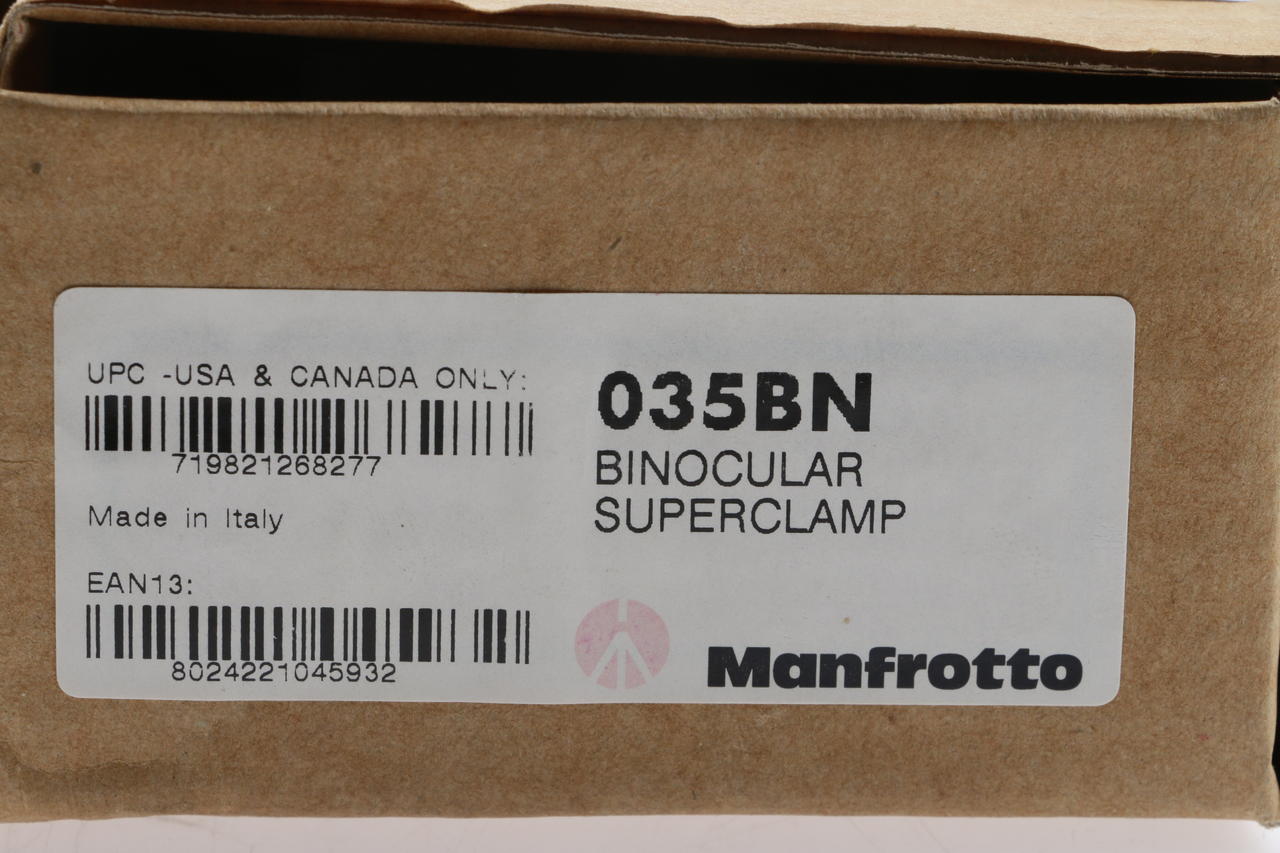 UPC -USA & CANADA ONLY:
719821268277
Made in Italy
EAN13:
8024221045932
035BN
BINOCULAR
SUPERCLAMP
Manfrotto